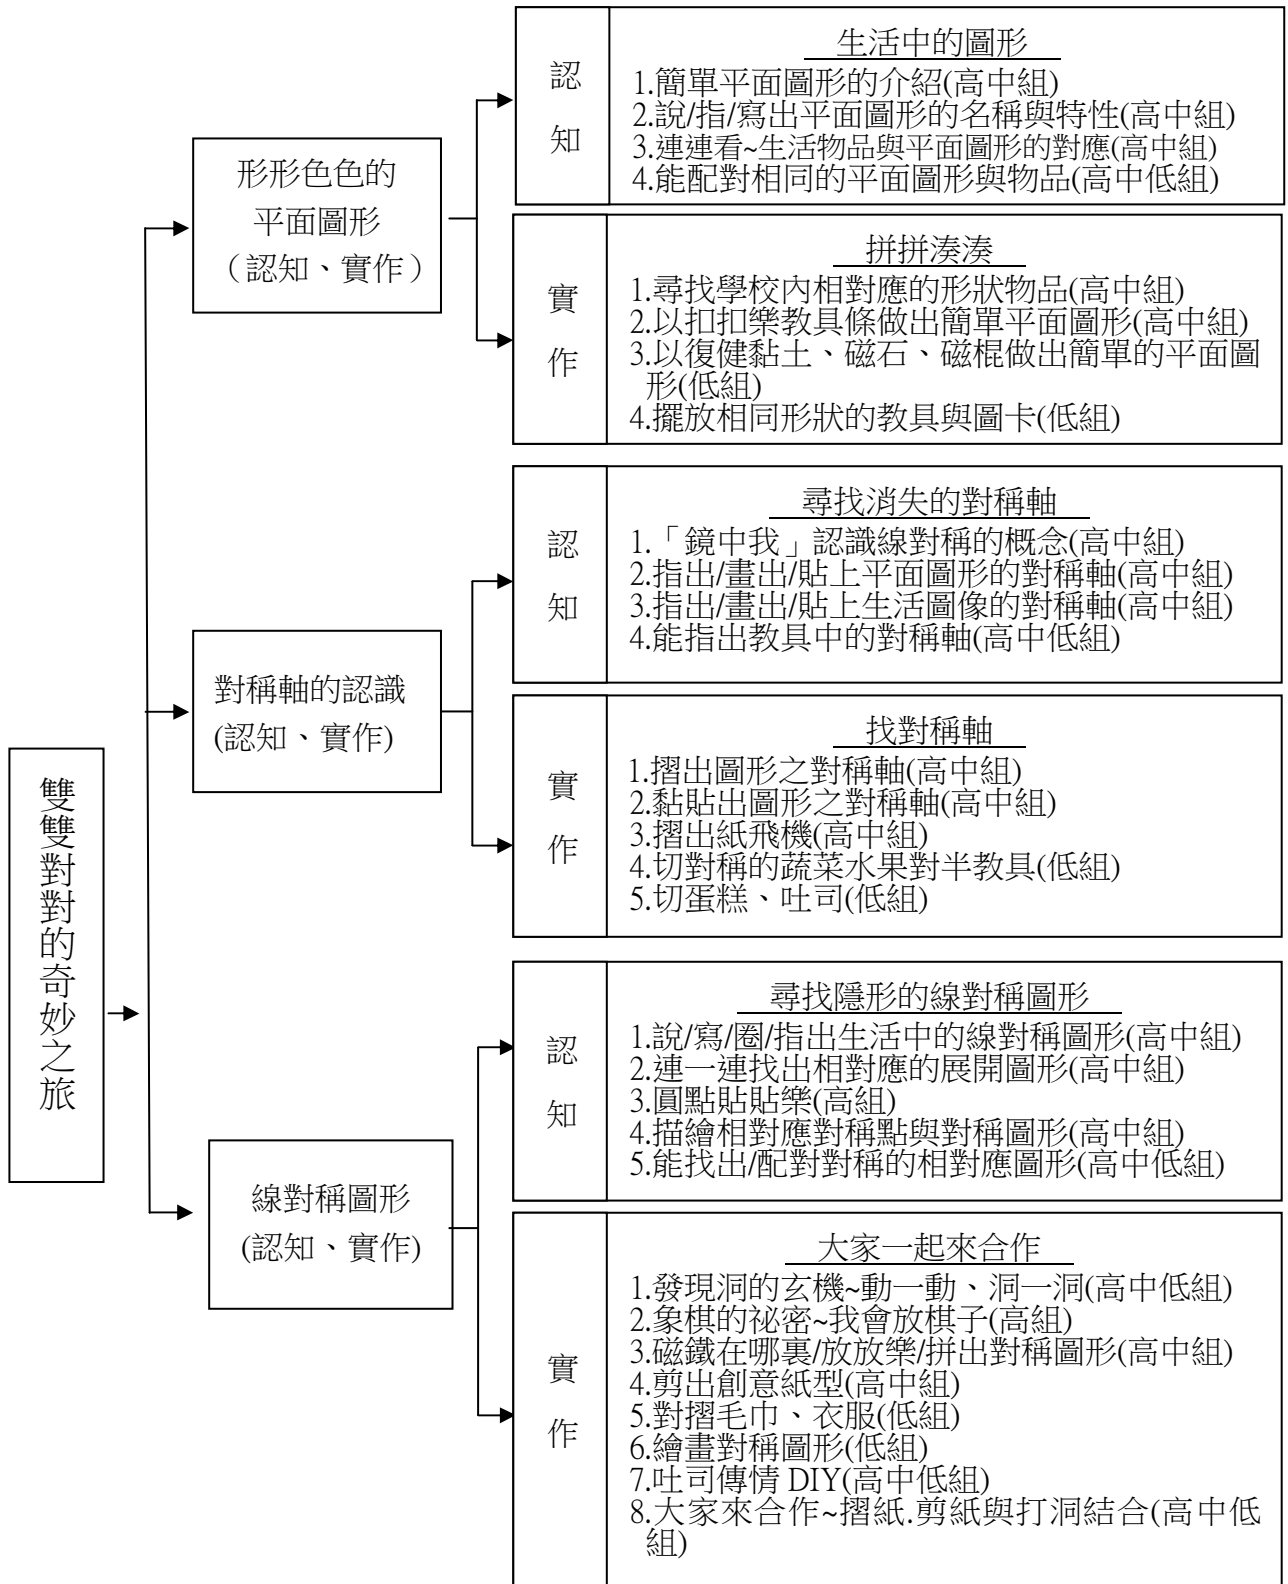 雙雙對對的奇妙之旅
形形色色的
平面圖形
（認知、實作）
認
知
生活中的圖形
1.簡單平面圖形的介紹(高中組)
2.說/指/寫出平面圖形的名稱與特性(高中組)
3.連連看~生活物品與平面圖形的對應(高中組)
4.能配對相同的平面圖形與物品(高中低組)
實
作
拼拼湊湊
1.尋找學校內相對應的形狀物品(高中組)
2.以扣扣樂教具條做出簡單平面圖形(高中組)
3.以復健黏土、磁石、磁棍做出簡單的平面圖
形(低組)
4.擺放相同形狀的教具與圖卡(低組)
對稱軸的認識
(認知、實作)
認
知
尋找消失的對稱軸
1.「鏡中我」認識線對稱的概念(高中組)
2.指出/畫出/貼上平面圖形的對稱軸(高中組)
3.指出/畫出/貼上生活圖像的對稱軸(高中組)
4.能指出教具中的對稱軸(高中低組)
實
作
找對稱軸
1.摺出圖形之對稱軸(高中組)
2.黏貼出圖形之對稱軸(高中組)
3.摺出紙飛機(高中組)
4.切對稱的蔬菜水果對半教具(低組)
5.切蛋糕、吐司(低組)
線對稱圖形
(認知、實作)
認
知
尋找隱形的線對稱圖形
1.說/寫/圈/指出生活中的線對稱圖形(高中組)
2.連一連找出相對應的展開圖形(高中組)
3.圓點貼貼樂(高組)
4.描繪相對應對稱點與對稱圖形(高中組)
5.能找出/配對對稱的相對應圖形(高中低組)
實
作
大家一起來合作
1.發現洞的玄機~動一動、洞一洞(高中低組)
2.象棋的祕密~我會放棋子(高組)
3.磁鐵在哪裏/放放樂/拼出對稱圖形(高中組)
4.剪出創意紙型(高中組)
5.對摺毛巾、衣服(低組)
6.繪畫對稱圖形(低組)
7.吐司傳情 DIY(高中低組)
8.大家來合作~摺紙.剪紙與打洞結合(高中低
組)